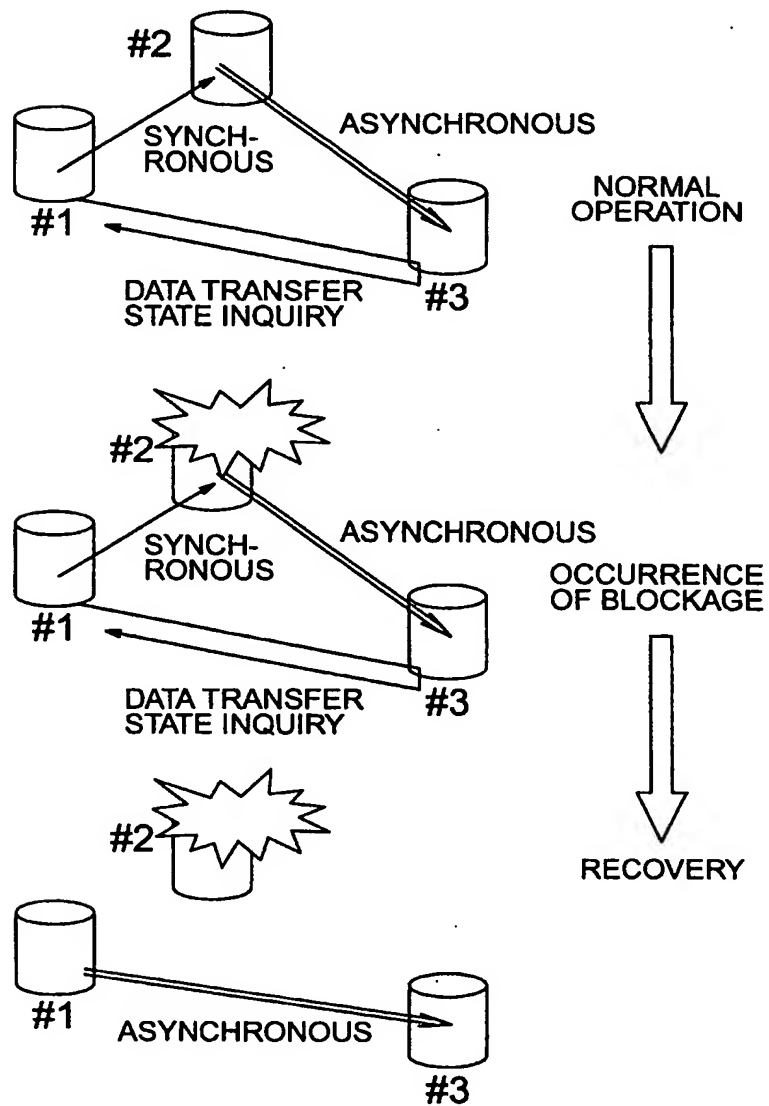 #2
SYNCH-
RONOUS
ASYNCHRONOUS
#1
DATA TRANSFER
STATE INQUIRY
#3
NORMAL
OPERATION
#2
SYNCH-
RONOUS
ASYNCHRONOUS
#1
DATA TRANSFER
STATE INQUIRY
#3
OCCURRENCE
OF BLOCKAGE
#2
RECOVERY
#1
ASYNCHRONOUS
#3